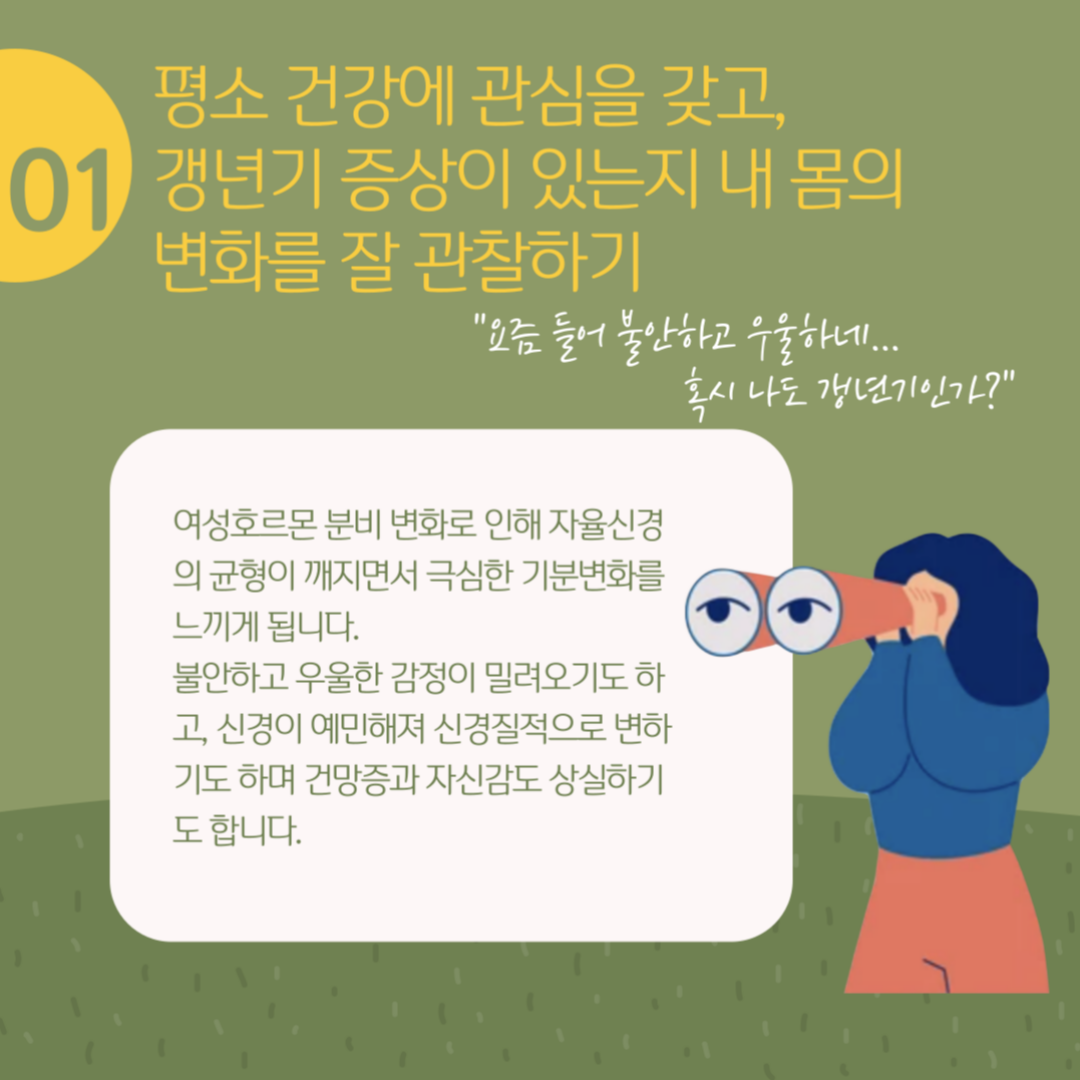 01
평소 건강에 관심을 갖고,
갱년기 증상이 있는지 내 몸의
변화를 잘 관찰하기
"요즘 들어 불안하고 우울하네...
혹시 나도 갱년기인가?"
여성호르몬 분비 변화로 인해 자율신경
의 균형이 깨지면서 극심한 기분변화를
느끼게 됩니다.
불안하고 우울한 감정이 밀려오기도 하
고, 신경이 예민해져 신경질적으로 변하
기도 하며 건망증과 자신감도 상실하기
도 합니다.